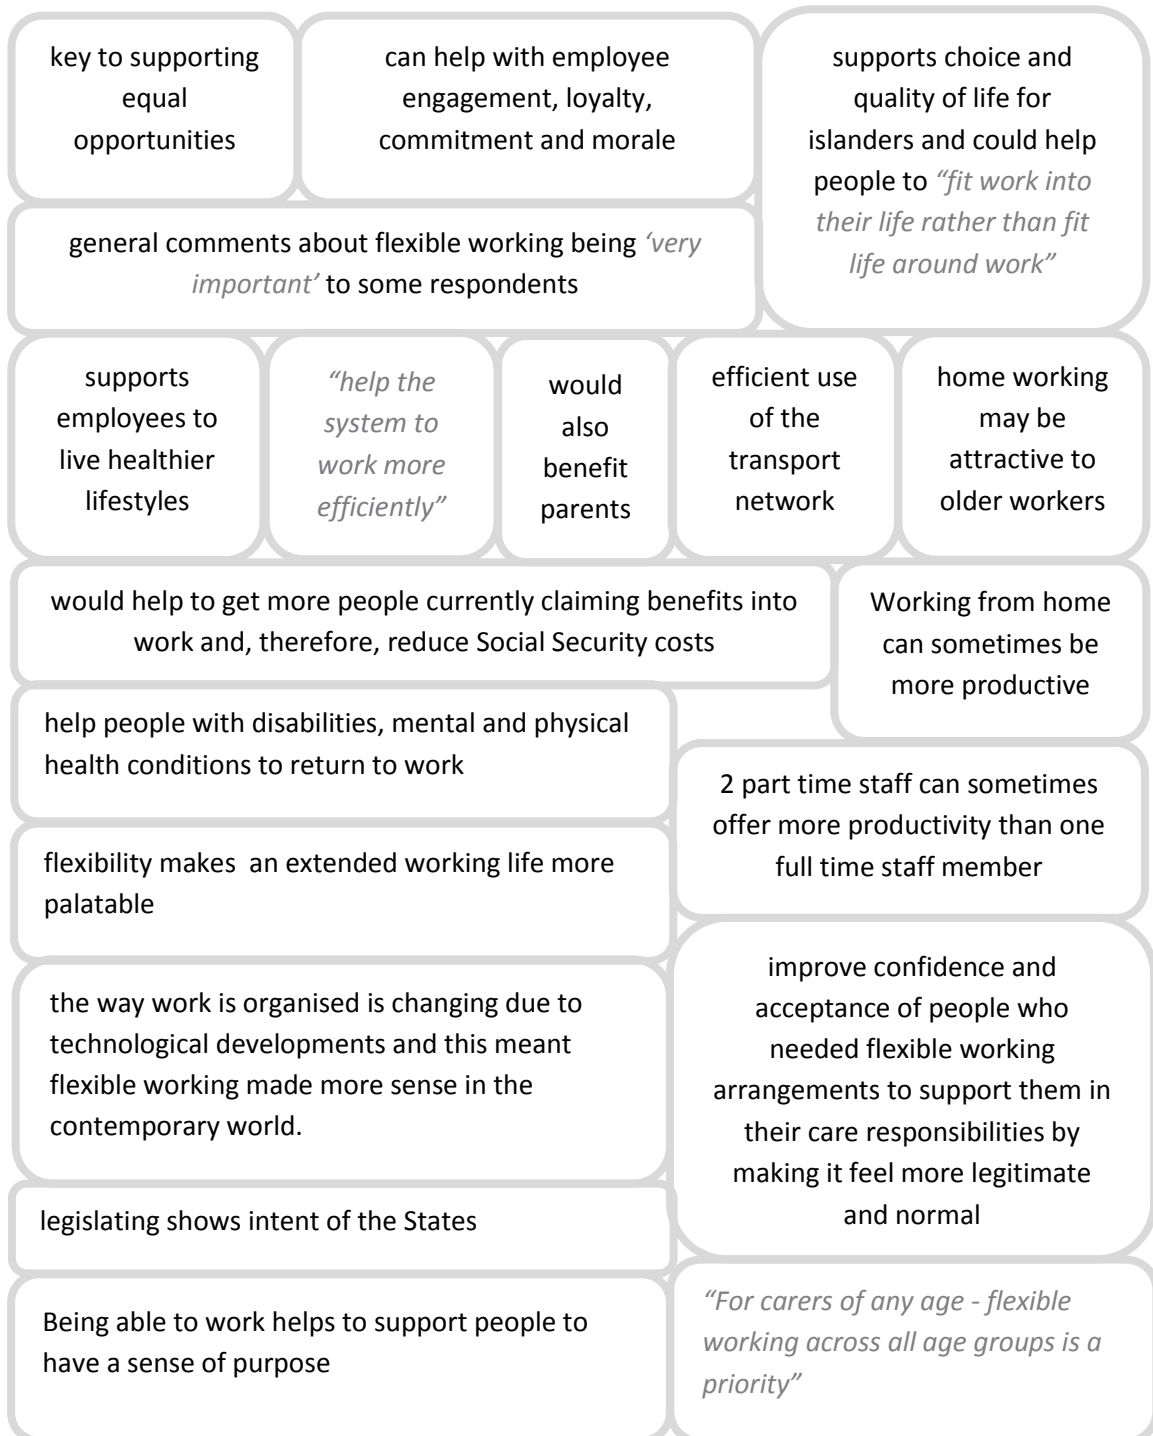 key to supporting
equal
opportunities
can help with employee
engagement, loyalty,
commitment and morale
supports choice and
quality of life for
islanders and could help
people to “fit work into
their life rather than fit
life around work”
general comments about flexible working being ‘very
important’ to some respondents
supports
employees to
live healthier
lifestyles
“help the
system to
work more
efficiently”
would
also
benefit
parents
efficient use
of the
transport
network
home working
may be
attractive to
older workers
would help to get more people currently claiming benefits into
work and, therefore, reduce Social Security costs
Working from home
can sometimes be
more productive
help people with disabilities, mental and physical
health conditions to return to work
2 part time staff can sometimes
offer more productivity than one
full time staff member
flexibility makes  an extended working life more
palatable
the way work is organised is changing due to
technological developments and this meant
flexible working made more sense in the
contemporary world.
improve confidence and
acceptance of people who
needed flexible working
arrangements to support them in
their care responsibilities by
making it feel more legitimate
and normal
legislating shows intent of the States
Being able to work helps to support people to
have a sense of purpose
“For carers of any age - flexible
working across all age groups is a
priority”